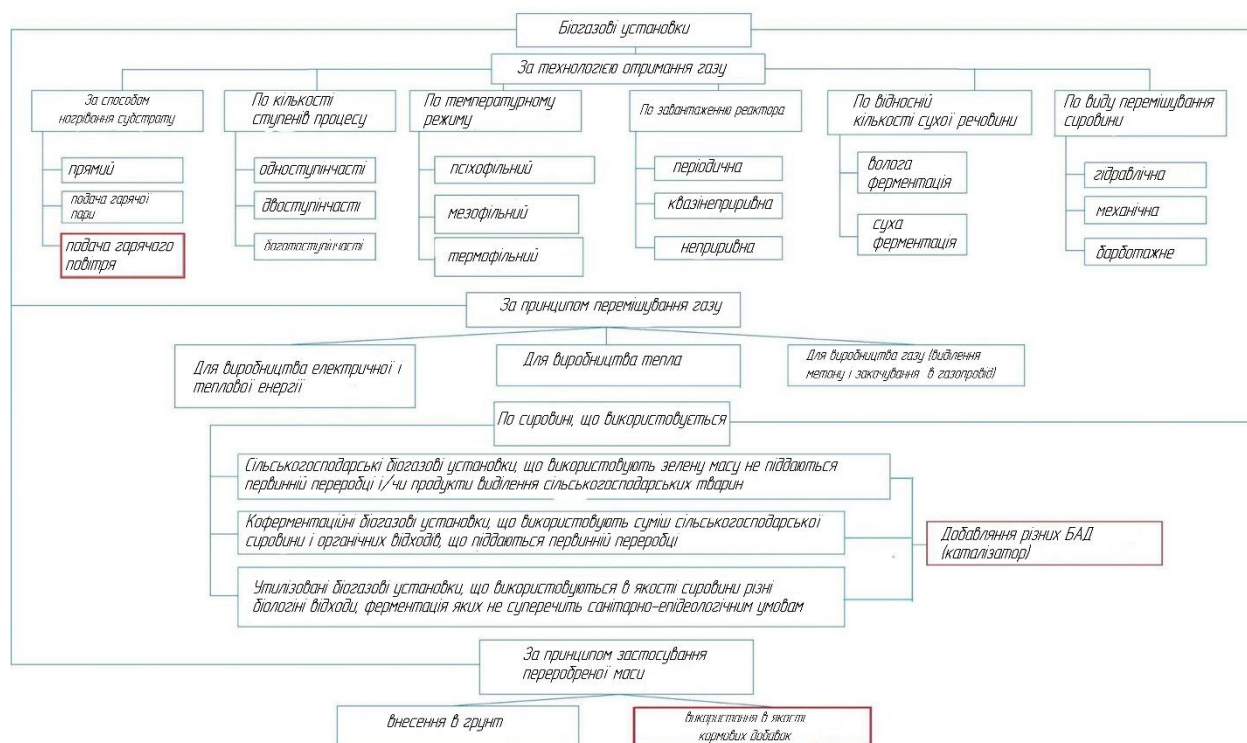 Біогазові установки
За технологією отримання газу
За способом
нагрівання субстрату
По кількості
ступенів процесу
По температурному
режиму
По завантаженню реактора
По відносній
кількості сухої речовини
По виду перемішування
сировини
прямий
подача гарячої
пари
подача гарячого
повітря
одноступінчасті
двоступінчасті
багатоступінчасті
псіхофільний
мезофільний
термофільний
періодична
квазінеприривна
неприривна
волога
ферментація
суха
ферментація
гідравлічна
механічна
барботажне
За принципом перемішування газу
Для виробництва електричної і
теплової енергії
Для виробництва тепла
Для виробництва газу (виділення
метану і закачування в газопровід)
По сировині, що використовується
Сільськогосподарські біогазові установки, що використовують зелену масу не піддаються
первинній переробці і/чи продукти виділення сільськогосподарських тварин
Коферментаційні біогазові установки, що використовують суміш сільськогосподарської
сировини і органічних відходів, що піддаються первинній переробці
Утилізовані біогазові установки, що використовуються в якості сировини різні
біологіні відходи, ферментація яких не суперечить санітарно-епідеологічним умовам
Добавляння різних БАД
(каталізатор)
За принципом застосування
переробреної маси
внесення в грунт
використання в якості
кормових добавок